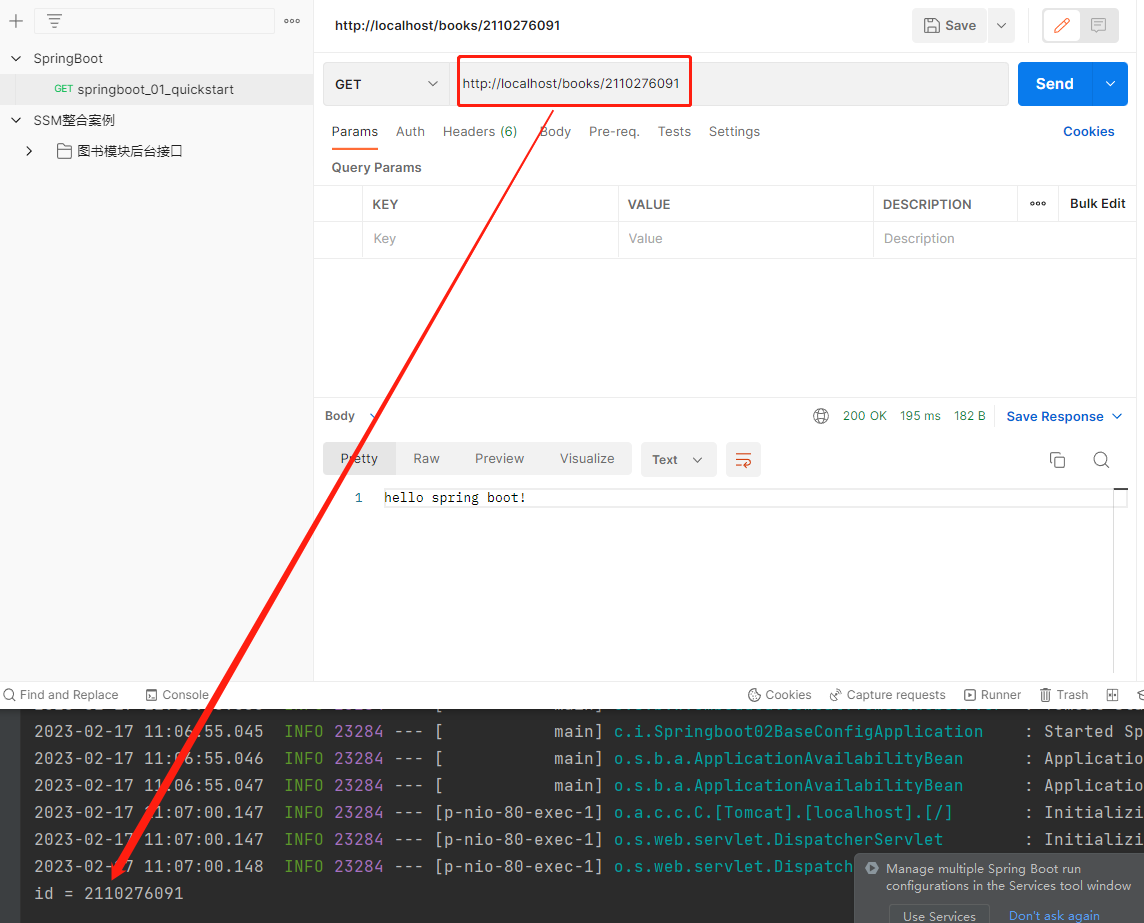 http://localhost/books/2110276091
Save
SpringBoot
GET springboot_01_quickstart
SSM整合案例
图书模块后台接口
GET
http://localhost/books/2110276091
Send
Params Auth Headers (6) Body Pre-req. Tests Settings
Cookies
Query Params
KEY VALUE DESCRIPTION Bulk Edit
Key Value Description
Body
200 OK 195 ms 182 B Save Response
Pretty Raw Preview Visualize Text
1 hello spring boot!
Find and Replace Console Cookies Capture requests Runner Trash
2023-02-17 11:06:55.045 INFO 23284 --- [ main] c.i.Springboot02BaseConfigApplication : Started Sp
2023-02-17 11:06:55.046 INFO 23284 --- [ main] o.s.b.a.ApplicationAvailabilityBean : Applicatio
2023-02-17 11:06:55.047 INFO 23284 --- [ main] o.s.b.a.ApplicationAvailabilityBean : Applicatio
2023-02-17 11:07:00.147 INFO 23284 --- [p-nio-80-exec-1] o.a.c.c.C.[Tomcat].[localhost].[/] : Initializi
2023-02-17 11:07:00.147 INFO 23284 --- [p-nio-80-exec-1] o.s.web.servlet.DispatcherServlet : Initializi
2023-02-17 11:07:00.148 INFO 23284 --- [p-nio-80-exec-1] o.s.web.servlet.Dispatch
id = 2110276091
Manage multiple Spring Boot run
configurations in the Services tool window
Use Services Don't ask again